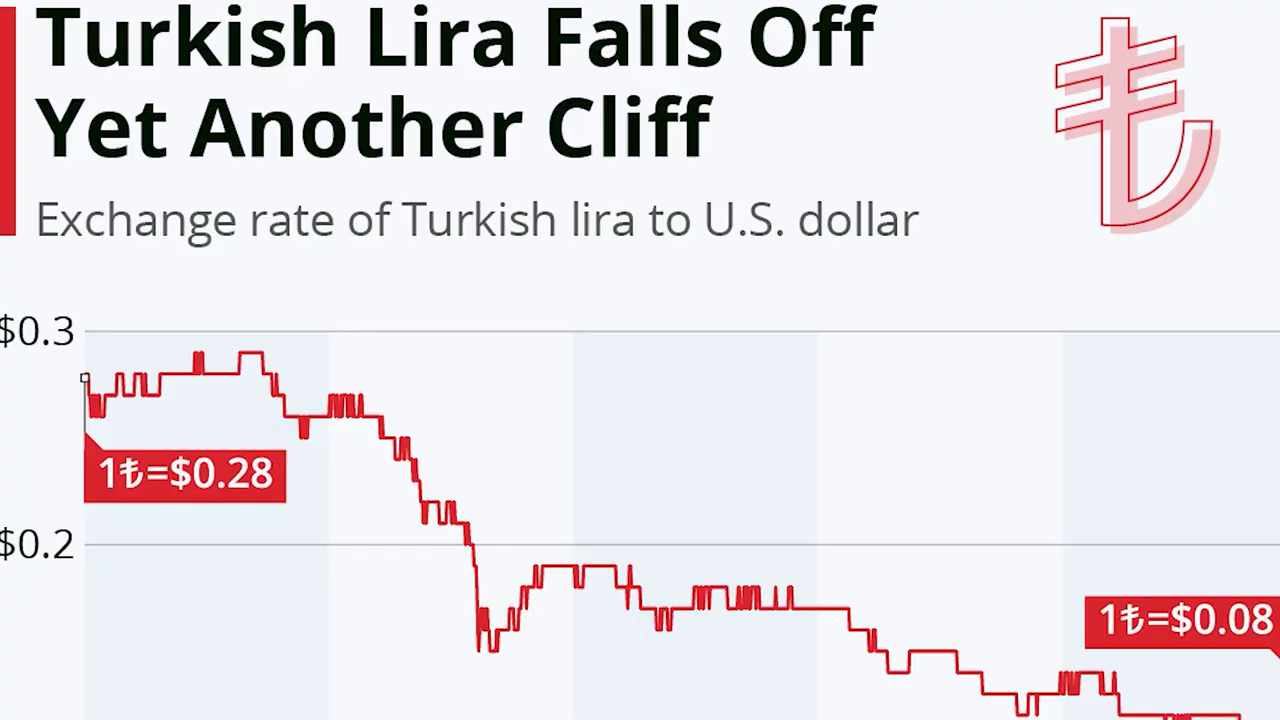 Turkish Lira Falls Off
Yet Another Cliff
₺
Exchange rate of Turkish lira to U.S. dollar
$0.3
1₺=$0.28
$0.2
1₺=$0.08